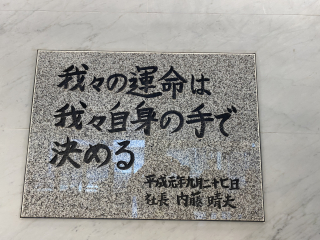 我々の運命は
我々自身の手で
決める
平成元年九月二十七日
社長 内藤 晴夫